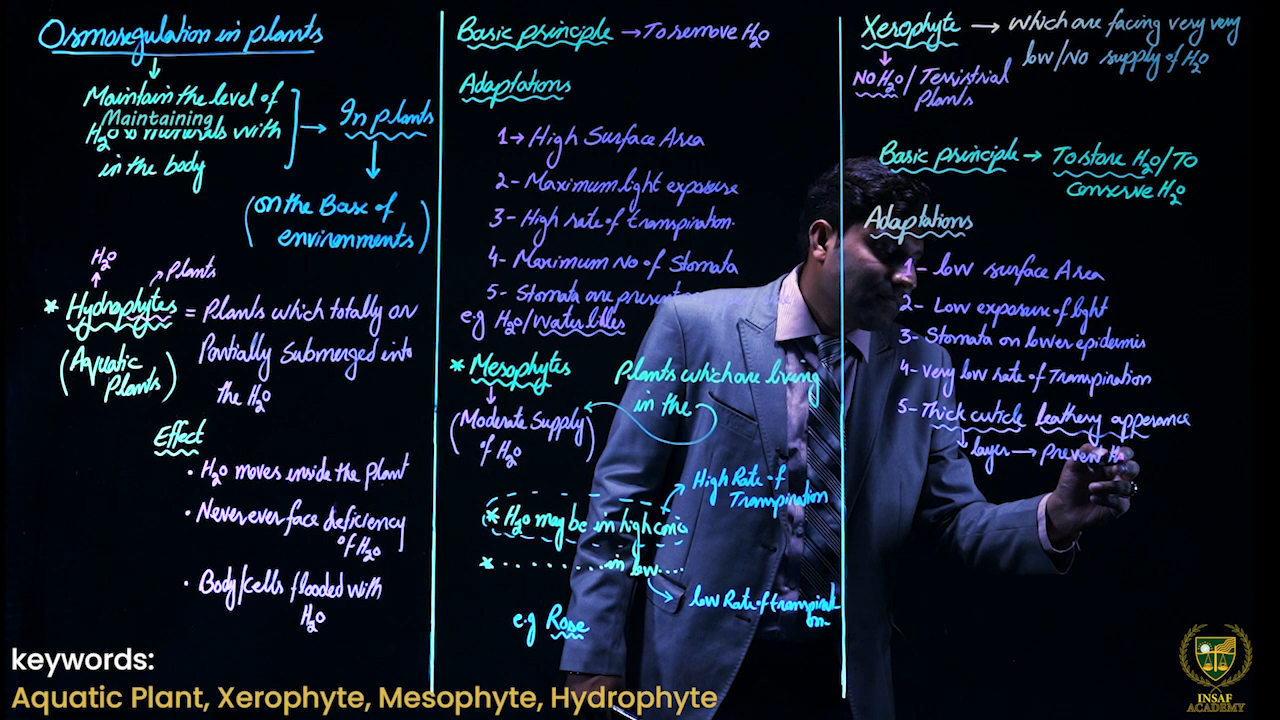 Osmoregulation in plants
Maintain the level of
Maintaining
H2O & minerals with
in the body
In plants
(on the Base of
environments)
H2O
Plants
* Hydrophytes = Plants which totally or
Partially Submerged into
the H2O
(Aquatic
Plants)
Effect
• H2O moves inside the plant
• Never ever face deficiency
of H2O
• Body/cells flooded with
H2O
Basic principle → To remove H2O
Adaptations
1→ High Surface Area
2- Maximum light exposure
3- High rate of transpiration.
4- Maximum No of Stomata
5- Stomata are present
e.g H2O/Water lilies
* Mesophytes
Plants which are living
in the
(Moderate Supply
of H2O)
High Rate of
Transpiration
* H2O may be in high conc
* ........ in low....
low Rate of transpirat
on-
e.g Rose
Xerophyte → which are facing very very
low/No supply of H2O
No H2O/Terristrial
Plants
Basic principle → To store H2O/To
conserve H2O
Adaptations
- low surface Area
2- Low exposure of light
3- Stomata on lower epidermis
4- very low rate of Transpiration
5- Thick cuticle leathery apperance
layer → prevent
keywords:
Aquatic Plant, Xerophyte, Mesophyte, Hydrophyte
INSAF
ACADEMY